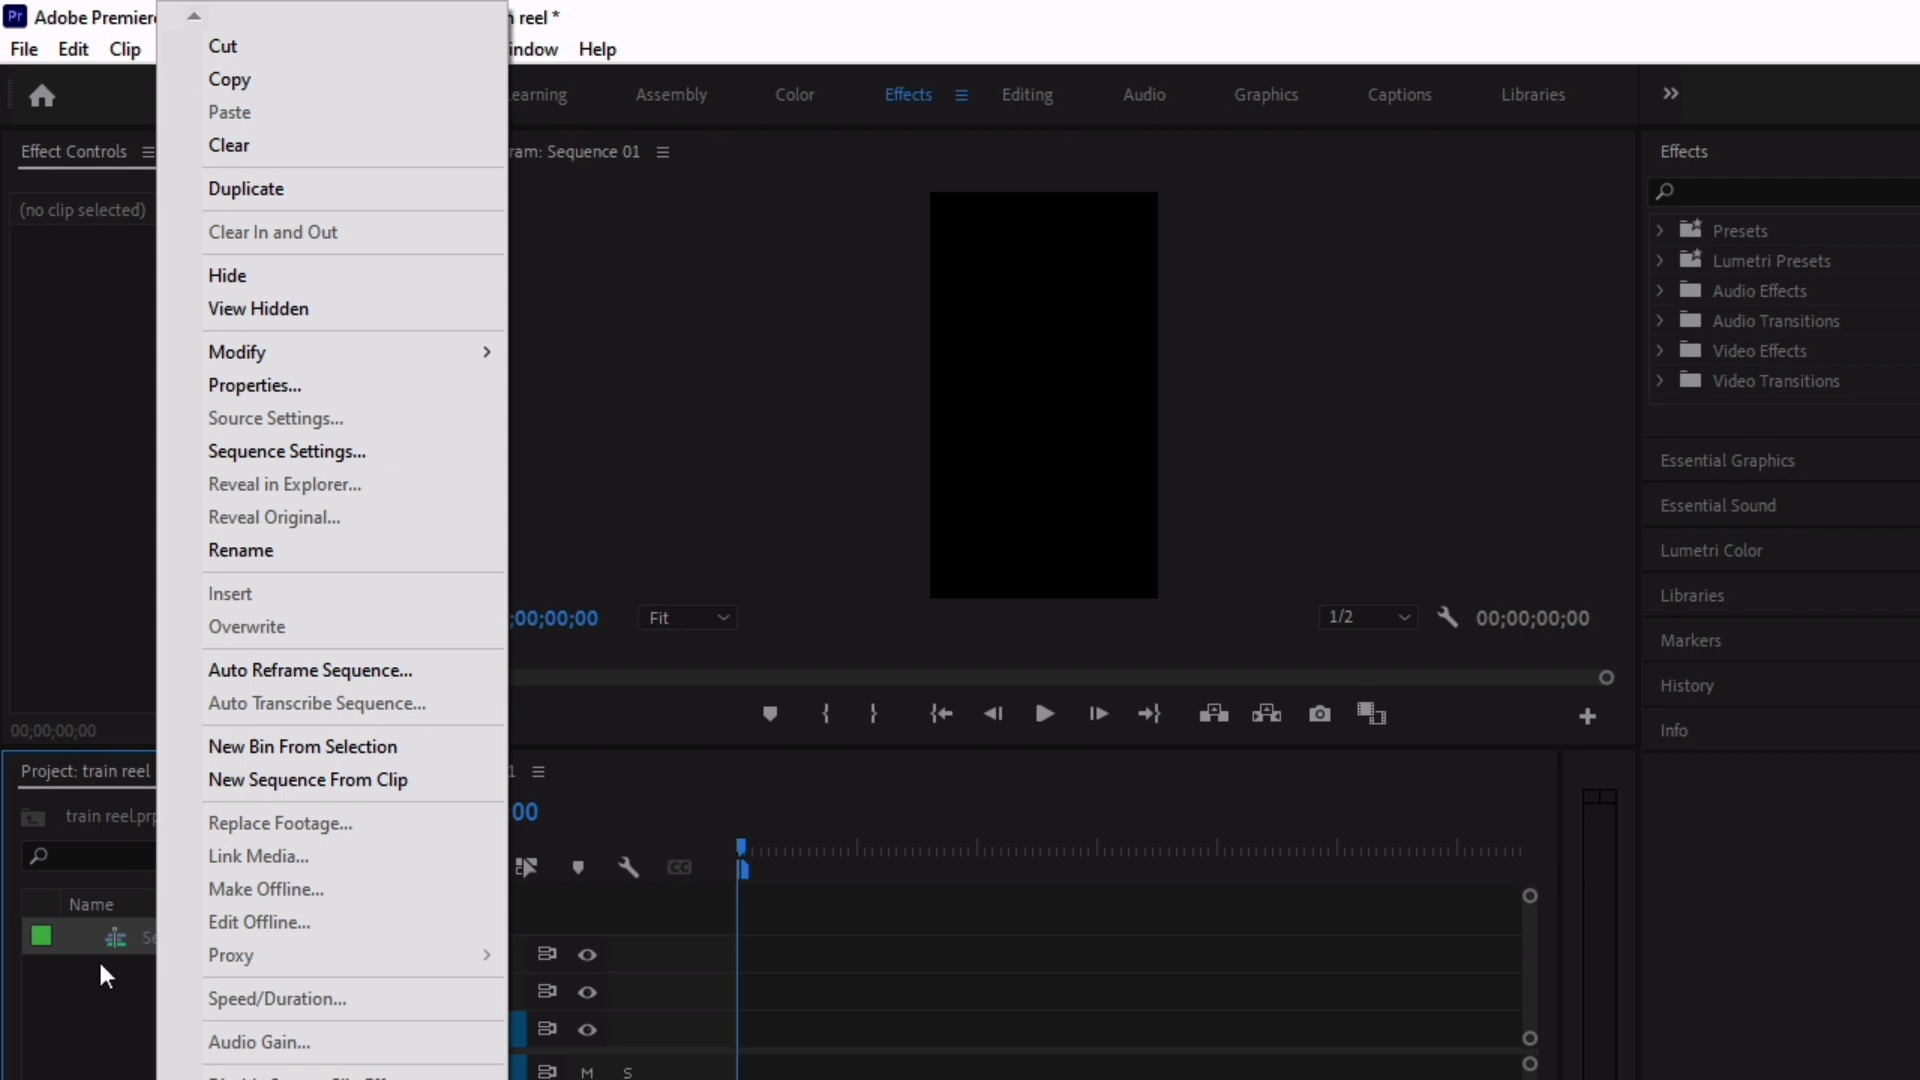 Pr Adobe Premiere
reel *
File Edit Clip
indow Help
Cut
Copy
Paste
Clear
Duplicate
Clear In and Out
Hide
View Hidden
Modify
Properties...
Source Settings...
Sequence Settings...
Reveal in Explorer...
Reveal Original...
Rename
Insert
Overwrite
Auto Reframe Sequence...
Auto Transcribe Sequence...
New Bin From Selection
New Sequence From Clip
Replace Footage...
Link Media...
Make Offline...
Edit Offline...
Proxy
Speed/Duration...
Audio Gain...
earning Assembly Color Effects Editing Audio Graphics Captions Libraries
Effect Controls
(no clip selected)
00;00;00;00
ram: Sequence 01
;00;00;00
Fit
1/2
00;00;00;00
Effects
Presets
Lumetri Presets
Audio Effects
Audio Transitions
Video Effects
Video Transitions
Essential Graphics
Essential Sound
Lumetri Color
Libraries
Markers
History
Info
Project: train reel
train reel.prp
Name
Se
1
00
CC
M S